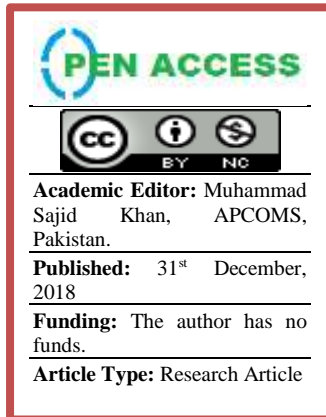 PEN ACCESS
cc
BY NC
Academic Editor: Muhammad
Sajid Khan, APCOMS,
Pakistan.
Published: 31st December,
2018
Funding: The author has no
funds.
Article Type: Research Article